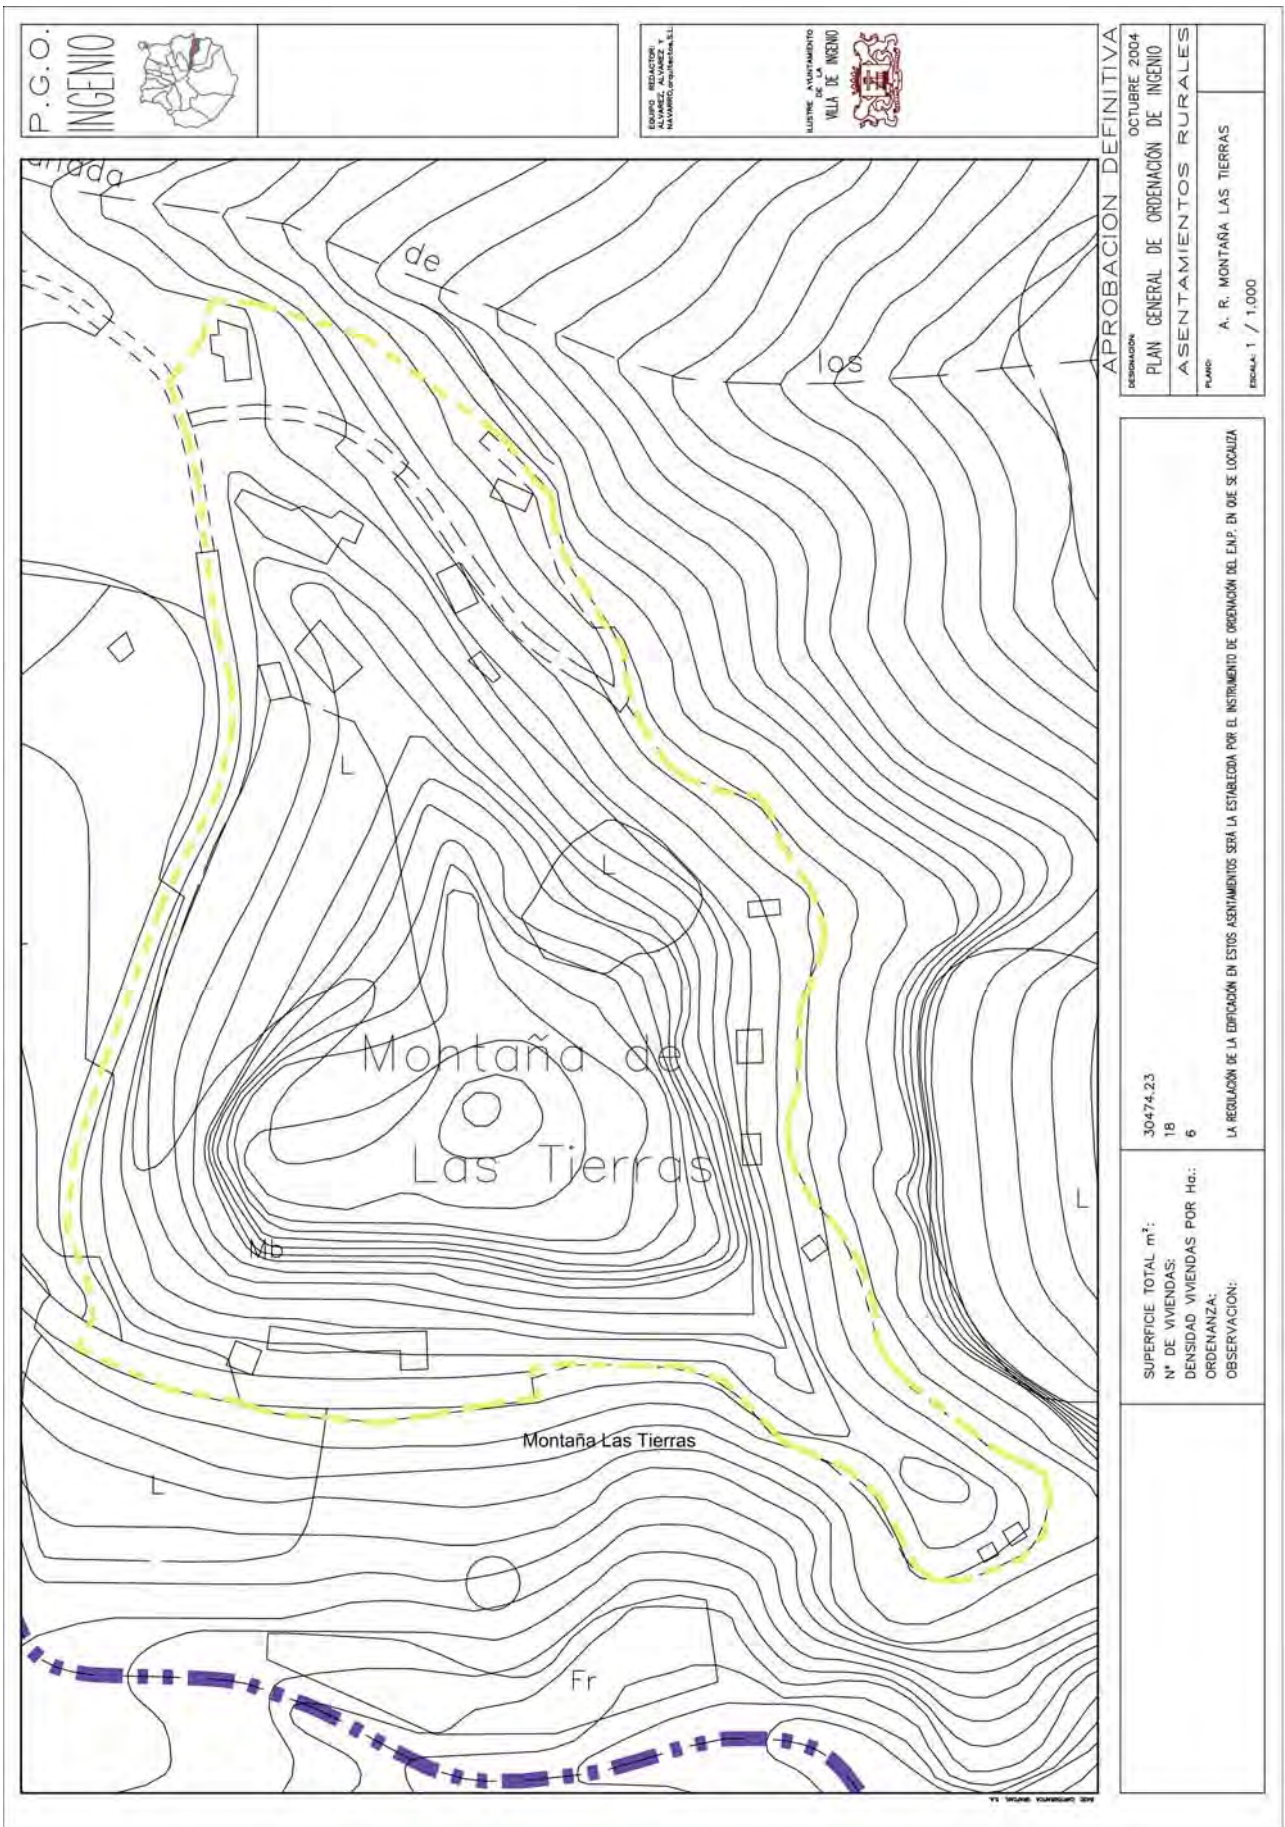 P.G.O.
INGENIO
EQUIPO REDACTOR:
ALVAREZ, ALVAREZ Y
NAVARRO, arquitectos, S.L.
ILUSTRE AYUNTAMIENTO
DE LA
VILLA DE INGENIO
APROBACION DEFINITIVA
DESIGNACIÓN:
OCTUBRE 2004
PLAN GENERAL DE ORDENACIÓN DE INGENIO
ASENTAMIENTOS RURALES
PLANO:
A. R. MONTAÑA LAS TIERRAS
ESCALA: 1 / 1.000
SUPERFICIE TOTAL m²: 30474.23
Nº DE VIVIENDAS: 18
DENSIDAD VIVIENDAS POR Ha.: 6
ORDENANZA:
OBSERVACION: LA REGULACIÓN DE LA EDIFICACIÓN EN ESTOS ASENTAMIENTOS SERÁ LA ESTABLECIDA POR EL INSTRUMENTO DE ORDENACIÓN DEL E.N.P. EN QUE SE LOCALIZA
añada
de
los
L
L
Montaña de
Las Tierras
Mb
L
Montaña Las Tierras
L
Fr